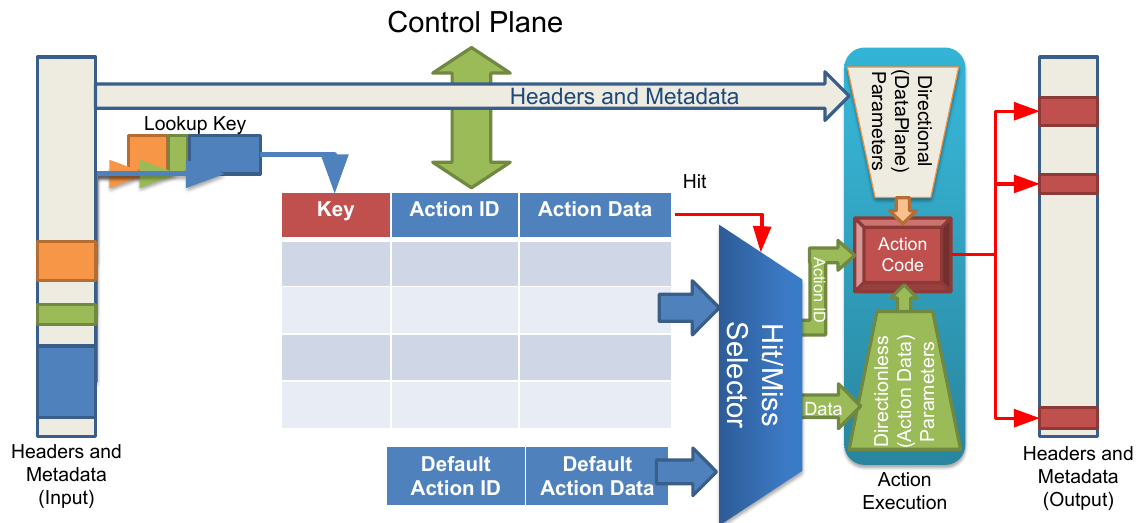 Control Plane
Headers and Metadata
Lookup Key
Key
Action ID
Action Data
Hit
Hit/Miss
Selector
Action ID
Data
Directional
(DataPlane)
Parameters
Action
Code
Directionless
(Action Data)
Parameters
Default
Action ID
Default
Action Data
Headers and
Metadata
(Input)
Action
Execution
Headers and
Metadata
(Output)